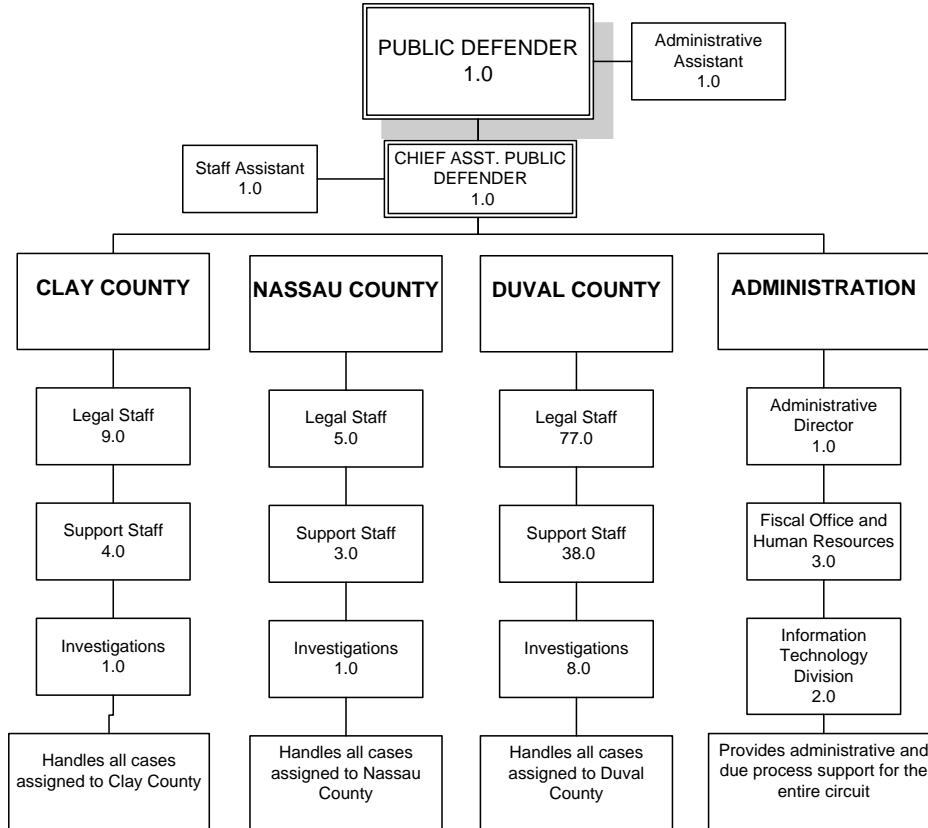 PUBLIC DEFENDER
1.0
Administrative
Assistant
1.0
Staff Assistant
1.0
CHIEF ASST. PUBLIC
DEFENDER
1.0
CLAY COUNTY
Legal Staff
9.0
Support Staff
4.0
Investigations
1.0
Handles all cases
assigned to Clay County
NASSAU COUNTY
Legal Staff
5.0
Support Staff
3.0
Investigations
1.0
Handles all cases
assigned to Nassau
County
DUVAL COUNTY
Legal Staff
77.0
Support Staff
38.0
Investigations
8.0
Handles all cases
assigned to Duval
County
ADMINISTRATION
Administrative
Director
1.0
Fiscal Office and
Human Resources
3.0
Information
Technology
Division
2.0
Provides administrative and
due process support for the
entire circuit